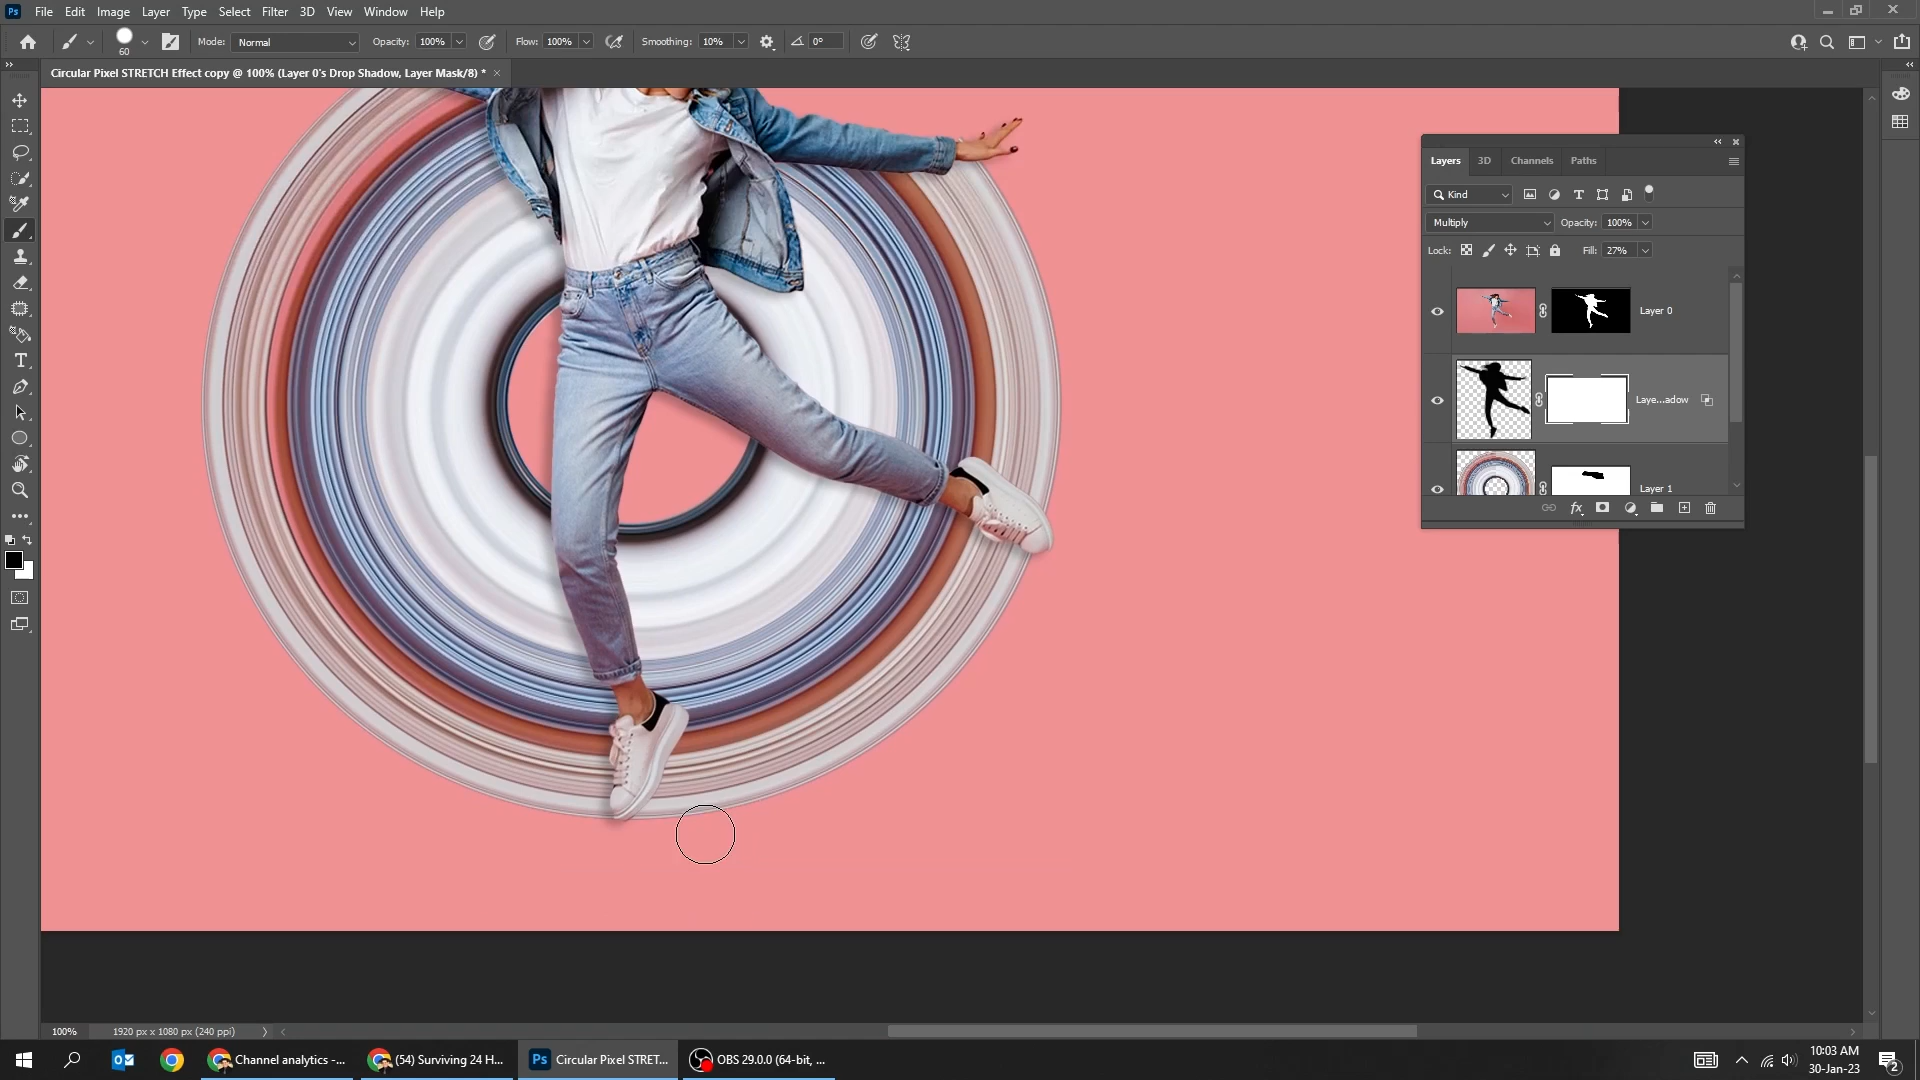 Ps File Edit Image Layer Type Select Filter 3D View Window Help
60 Mode: Normal Opacity: 100% Flow: 100% Smoothing: 10% 0°
Circular Pixel STRETCH Effect copy @ 100% (Layer 0's Drop Shadow, Layer Mask/8) * ×
Layers 3D Channels Paths
Kind
Multiply Opacity: 100%
Lock: Fill: 27%
Layer 0
Laye...adow
Layer 1
fx
100% 1920 px x 1080 px (240 ppi)
Channel analytics -... (54) Surviving 24 H... Ps Circular Pixel STRET... OBS 29.0.0 (64-bit, ...
10:03 AM
30-Jan-23
2